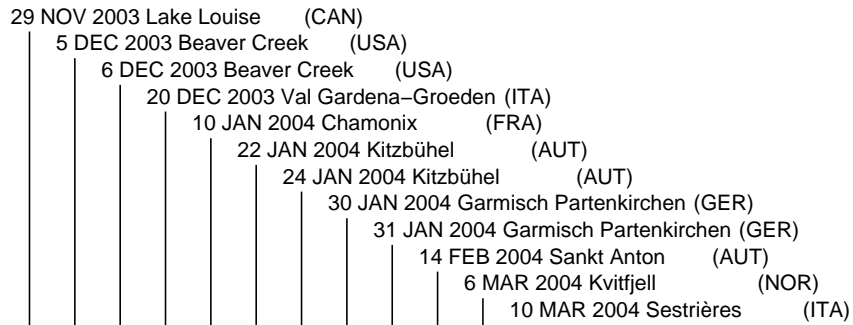 29 NOV 2003 Lake Louise (CAN)
5 DEC 2003 Beaver Creek (USA)
6 DEC 2003 Beaver Creek (USA)
20 DEC 2003 Val Gardena−Groeden (ITA)
10 JAN 2004 Chamonix (FRA)
22 JAN 2004 Kitzbühel (AUT)
24 JAN 2004 Kitzbühel (AUT)
30 JAN 2004 Garmisch Partenkirchen (GER)
31 JAN 2004 Garmisch Partenkirchen (GER)
14 FEB 2004 Sankt Anton (AUT)
6 MAR 2004 Kvitfjell (NOR)
10 MAR 2004 Sestrières (ITA)